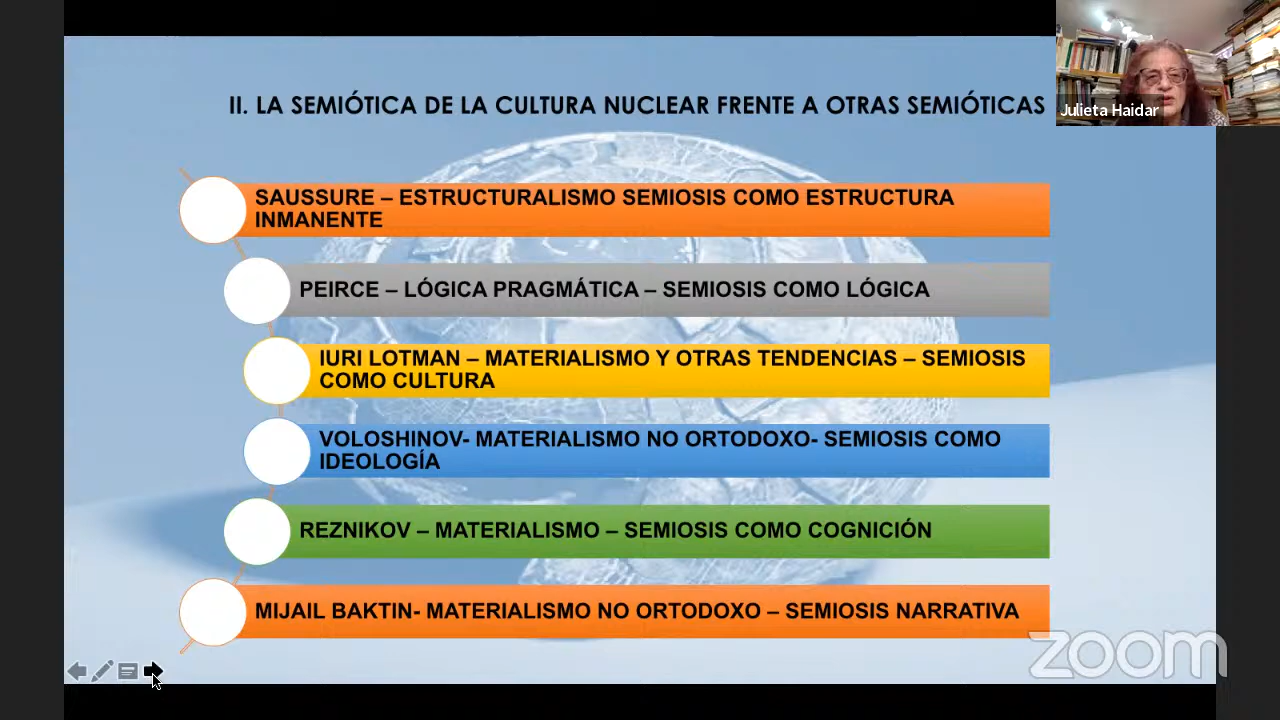 II. LA SEMIÓTICA DE LA CULTURA NUCLEAR FRENTE A OTRAS SEMIÓTICAS
Julieta Haidar
SAUSSURE – ESTRUCTURALISMO SEMIOSIS COMO ESTRUCTURA
INMANENTE
PEIRCE – LÓGICA PRAGMÁTICA – SEMIOSIS COMO LÓGICA
IURI LOTMAN – MATERIALISMO Y OTRAS TENDENCIAS – SEMIOSIS
COMO CULTURA
VOLOSHINOV- MATERIALISMO NO ORTODOXO- SEMIOSIS COMO
IDEOLOGÍA
REZNIKOV – MATERIALISMO – SEMIOSIS COMO COGNICIÓN
MIJAIL BAKTIN- MATERIALISMO NO ORTODOXO – SEMIOSIS NARRATIVA
zoom